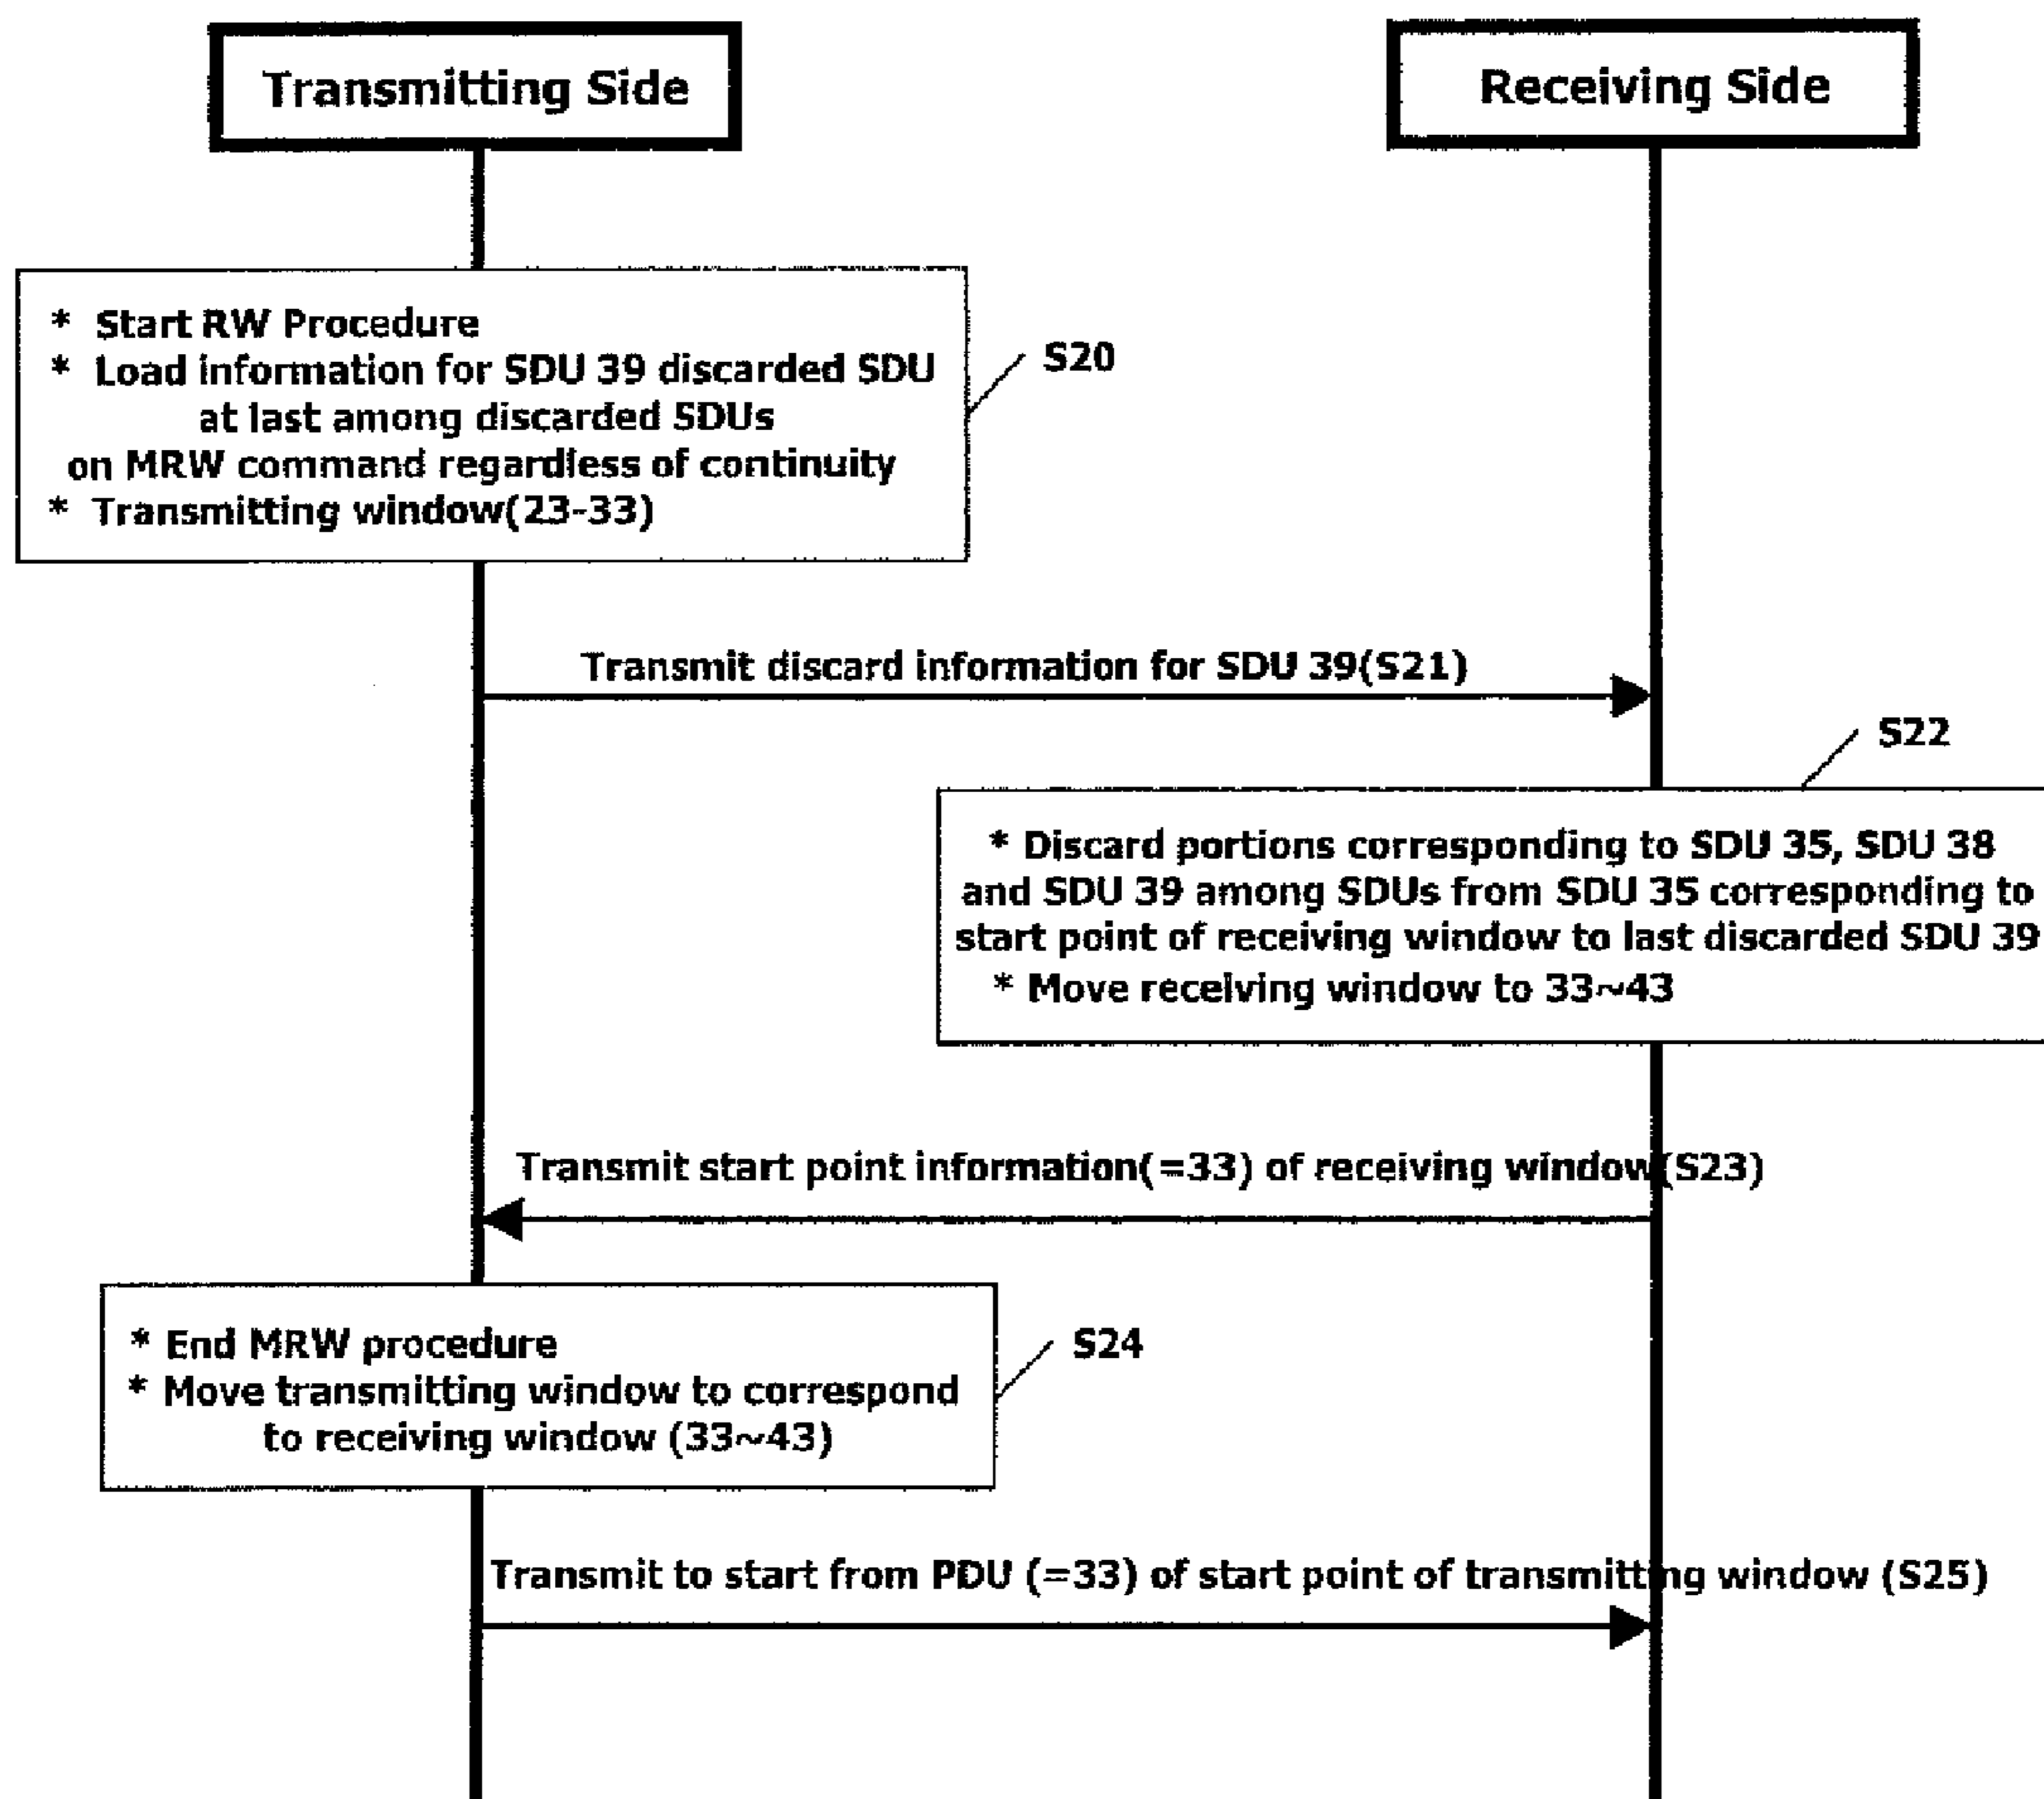 Transmitting Side
Receiving Side
* Start RW Procedure
* Load information for SDU 39 discarded SDU
at last among discarded SDUs
on MRW command regardless of continuity
* Transmitting window(23-33)
S20
Transmit discard information for SDU 39(S21)
S22
* Discard portions corresponding to SDU 35, SDU 38
and SDU 39 among SDUs from SDU 35 corresponding to
start point of receiving window to last discarded SDU 39
* Move receiving window to 33~43
Transmit start point information(=33) of receiving window(S23)
* End MRW procedure
* Move transmitting window to correspond
to receiving window (33~43)
S24
Transmit to start from PDU (=33) of start point of transmitting window (S25)